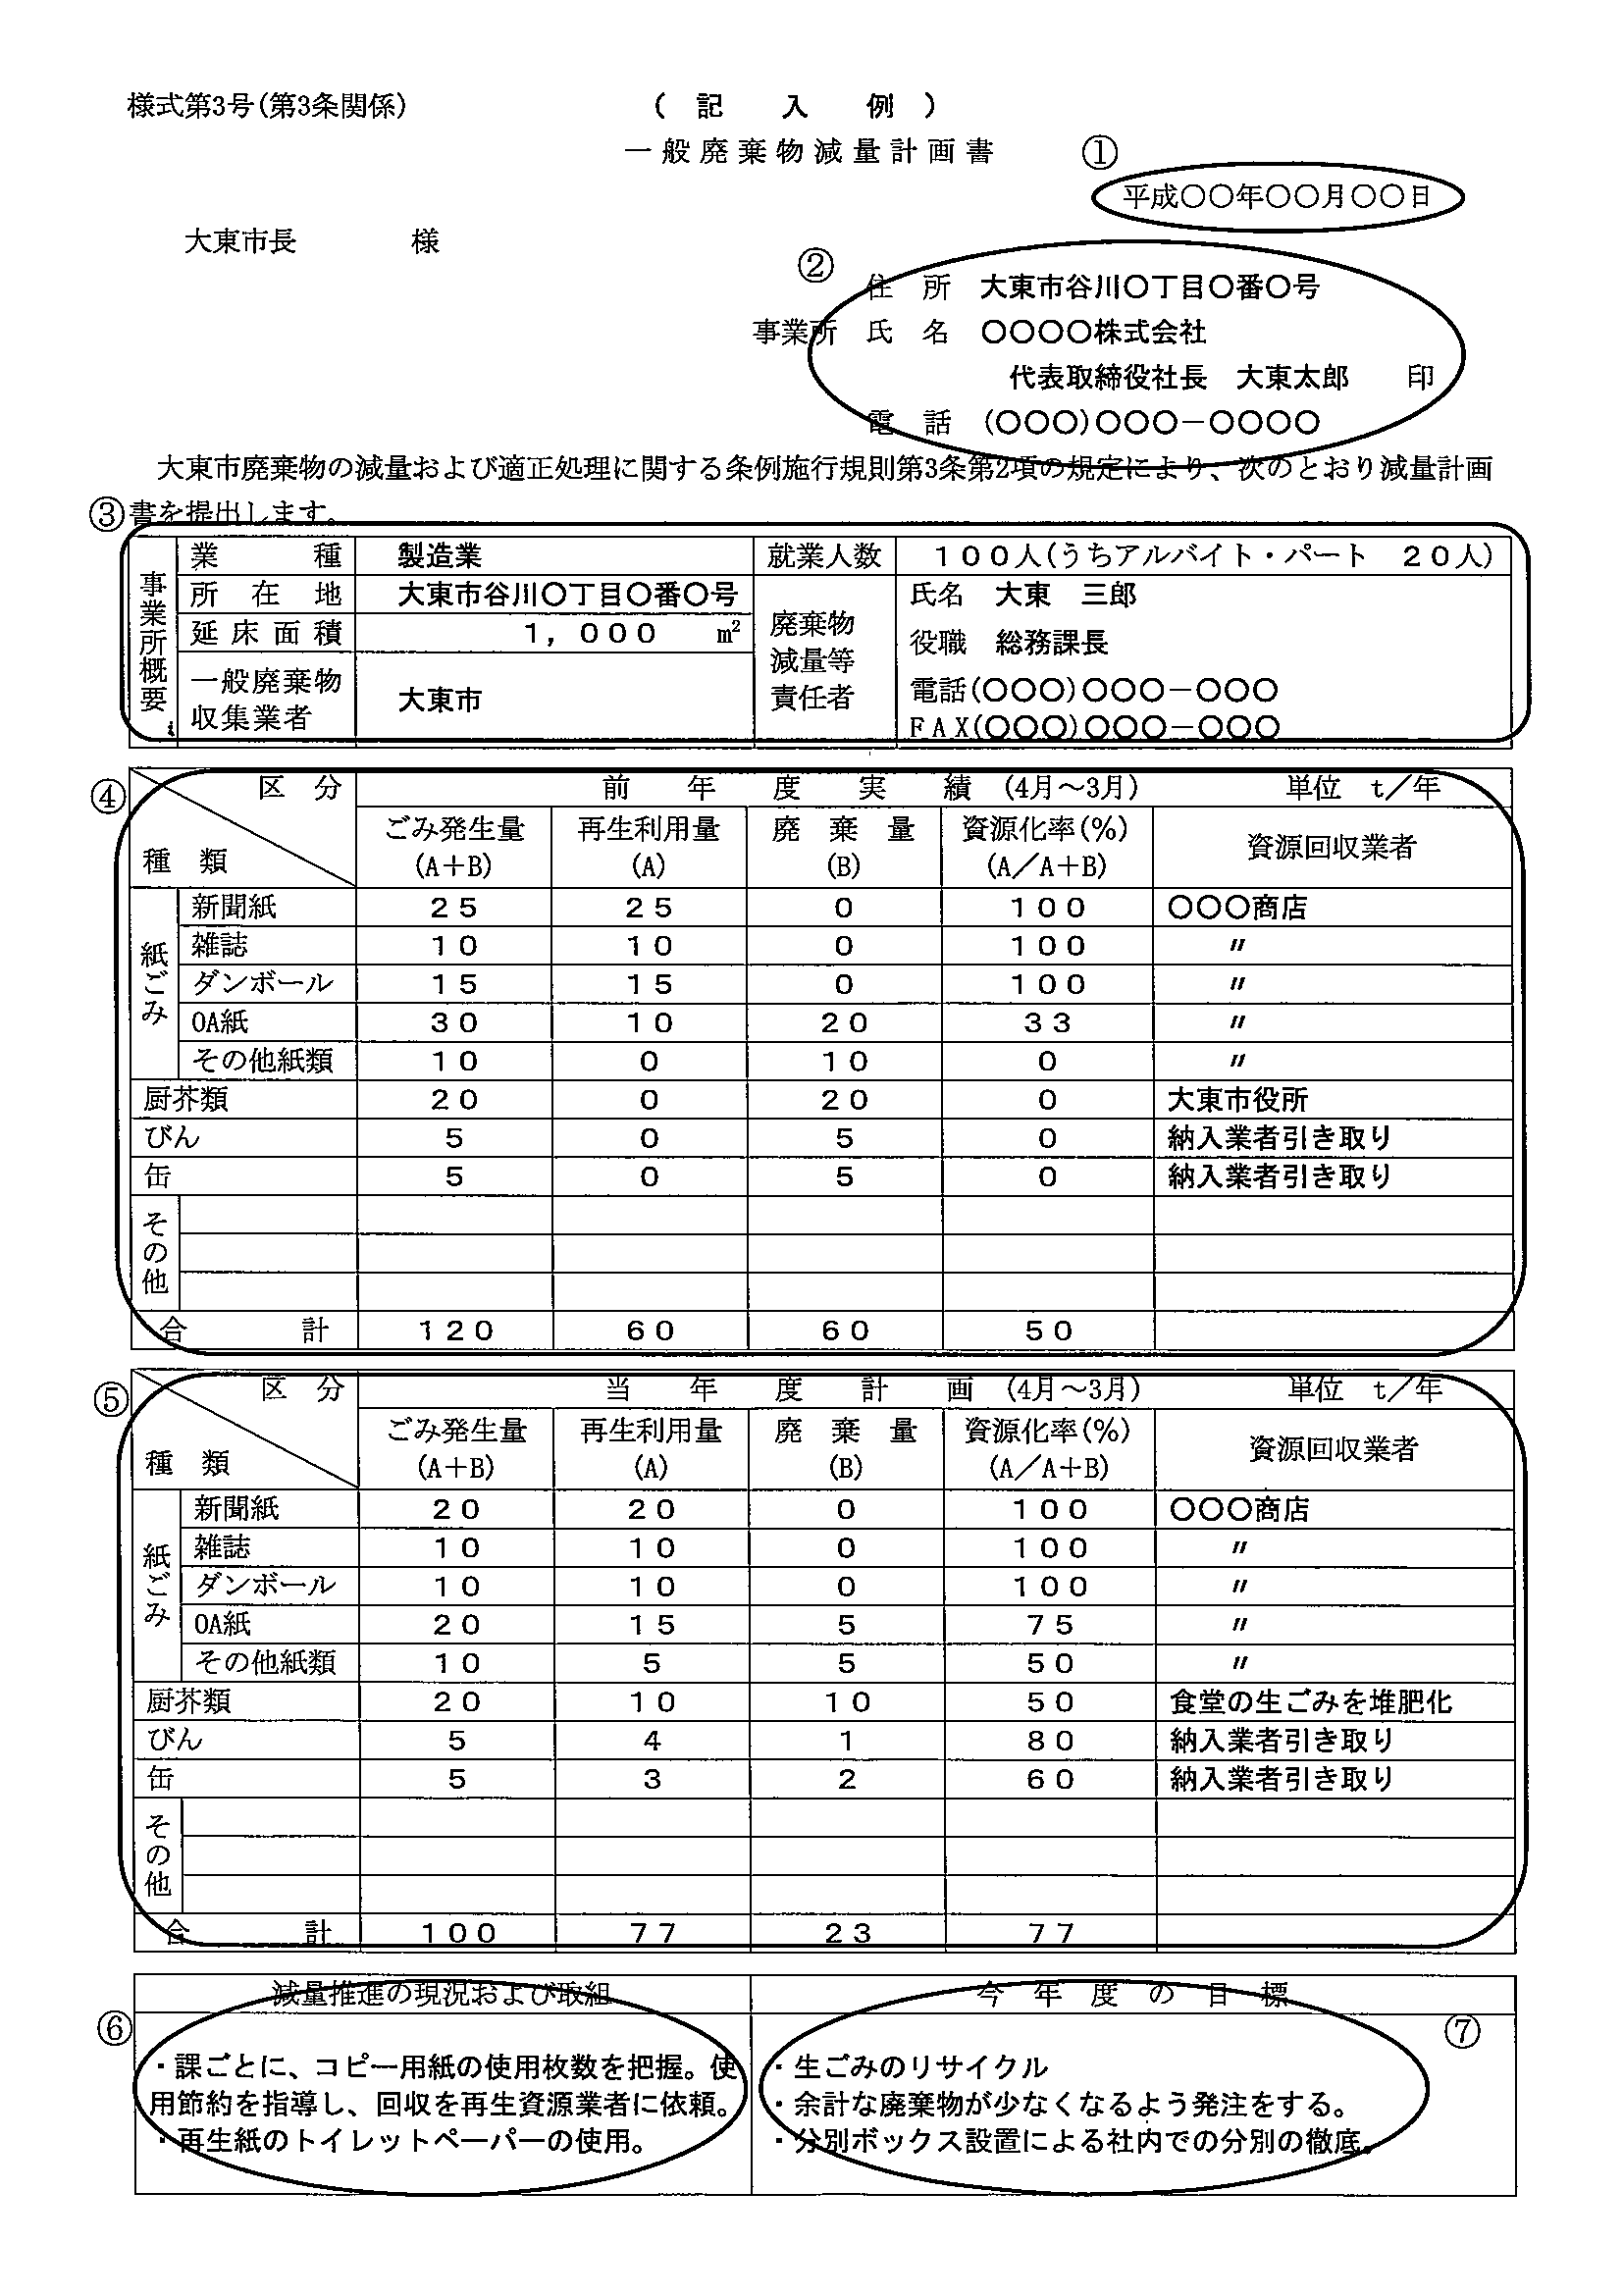 様式第3号(第3条関係)
( 記 入 例 )
一般廃棄物減量計画書
①
平成〇〇年〇〇月〇〇日
大東市長 様
②
住 所 大東市谷川〇丁目〇番〇号
事業所 氏 名 〇〇〇〇株式会社
代表取締役社長 大東太郎 印
電 話 (〇〇〇)〇〇〇－〇〇〇〇
大東市廃棄物の減量および適正処理に関する条例施行規則第3条第2項の規定により、次のとおり減量計画
③書を提出します。
事業所概要
業 種 製造業 就業人数 100人(うちアルバイト・パート 20人)
所 在 地 大東市谷川〇丁目〇番〇号
延床面積 1,000 ㎡
一般廃棄物
収集業者
大東市
廃棄物
減量等
責任者
氏名 大東 三郎
役職 総務課長
電話(〇〇〇)〇〇〇－〇〇〇
FAX(〇〇〇)〇〇〇－〇〇〇
④
区 分 前 年 度 実 績 (4月～3月) 単位 t／年
種 類
ごみ発生量 再生利用量 廃 棄 量 資源化率(%) 資源回収業者
(A＋B) (A) (B) (A／A＋B)
紙ごみ
新聞紙 25 25 0 100 〇〇〇商店
雑誌 10 10 0 100 〃
ダンボール 15 15 0 100 〃
OA紙 30 10 20 33 〃
その他紙類 10 0 10 0 〃
厨芥類 20 0 20 0 大東市役所
びん 5 0 5 0 納入業者引き取り
缶 5 0 5 0 納入業者引き取り
その他
合 計 120 60 60 50
⑤
区 分 当 年 度 計 画 (4月～3月) 単位 t／年
種 類
ごみ発生量 再生利用量 廃 棄 量 資源化率(%) 資源回収業者
(A＋B) (A) (B) (A／A＋B)
紙ごみ
新聞紙 20 20 0 100 〇〇〇商店
雑誌 10 10 0 100 〃
ダンボール 10 10 0 100 〃
OA紙 20 15 5 75 〃
その他紙類 10 5 5 50 〃
厨芥類 20 10 10 50 食堂の生ごみを堆肥化
びん 5 4 1 80 納入業者引き取り
缶 5 3 2 60 納入業者引き取り
その他
合 計 100 77 23 77
減量推進の現況および取組 今 年 度 の 目 標
⑥
・課ごとに、コピー用紙の使用枚数を把握。使
用節約を指導し、回収を再生資源業者に依頼。
・再生紙のトイレットペーパーの使用。
⑦
・生ごみのリサイクル
・余計な廃棄物が少なくなるよう発注をする。
・分別ボックス設置による社内での分別の徹底。